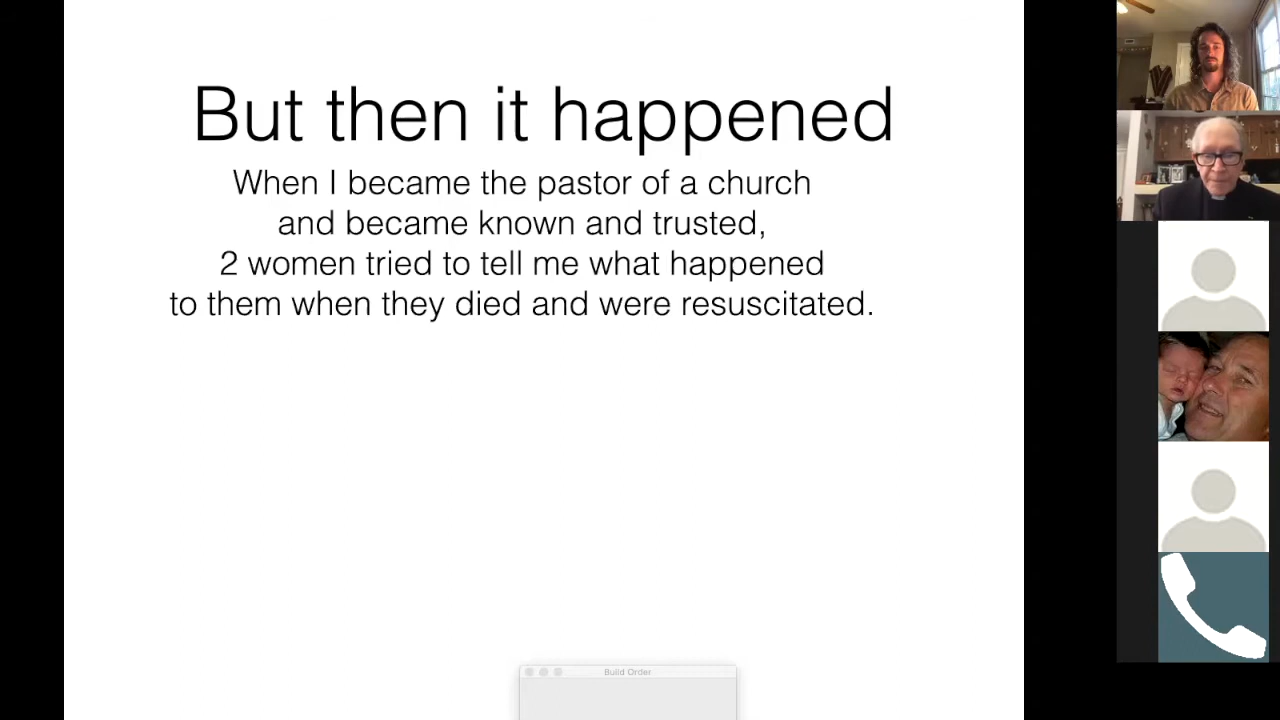 But then it happened
When I became the pastor of a church
and became known and trusted,
2 women tried to tell me what happened
to them when they died and were resuscitated.
Build Order